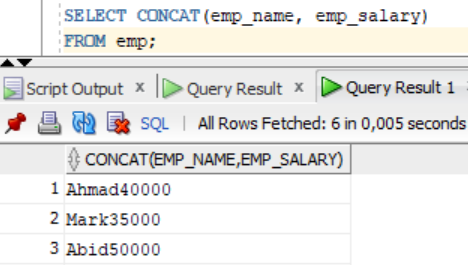 SELECT CONCAT(emp_name, emp_salary)
FROM emp;
Script Output x Query Result x Query Result 1
SQL | All Rows Fetched: 6 in 0,005 seconds
CONCAT(EMP_NAME,EMP_SALARY)
1 Ahmad40000
2 Mark35000
3 Abid50000